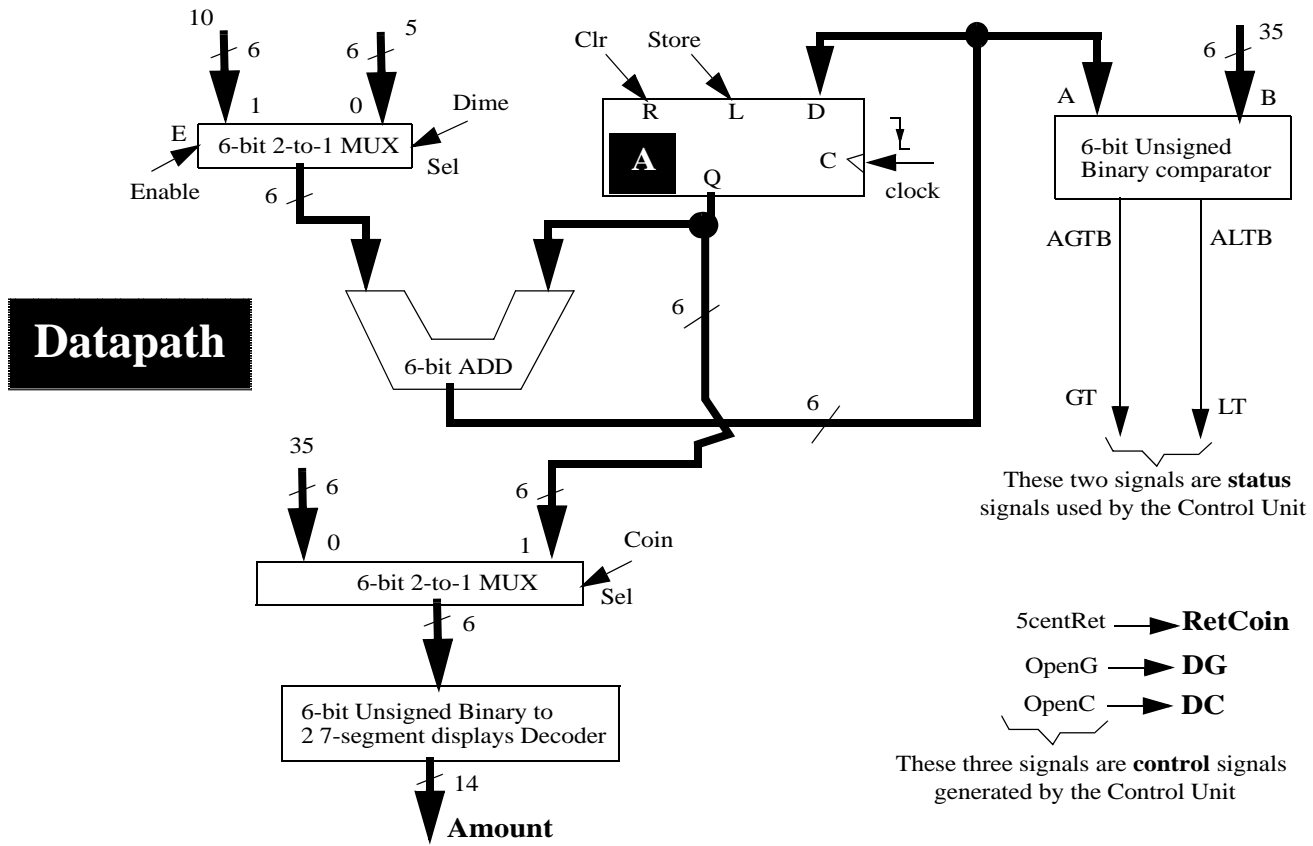 10
6
5
6
1
0
Dime
E
6-bit 2-to-1 MUX
Sel
Enable
6
Clr
Store
R
L
D
A
C
Q
clock
6
35
A
B
6-bit Unsigned
Binary comparator
AGTB
ALTB
GT
LT
These two signals are status
signals used by the Control Unit
Datapath
6-bit ADD
6
6
35
6
6
0
1
Coin
6-bit 2-to-1 MUX
Sel
6
6-bit Unsigned Binary to
2 7-segment displays Decoder
14
Amount
5centRet
RetCoin
OpenG
DG
OpenC
DC
These three signals are control signals
generated by the Control Unit